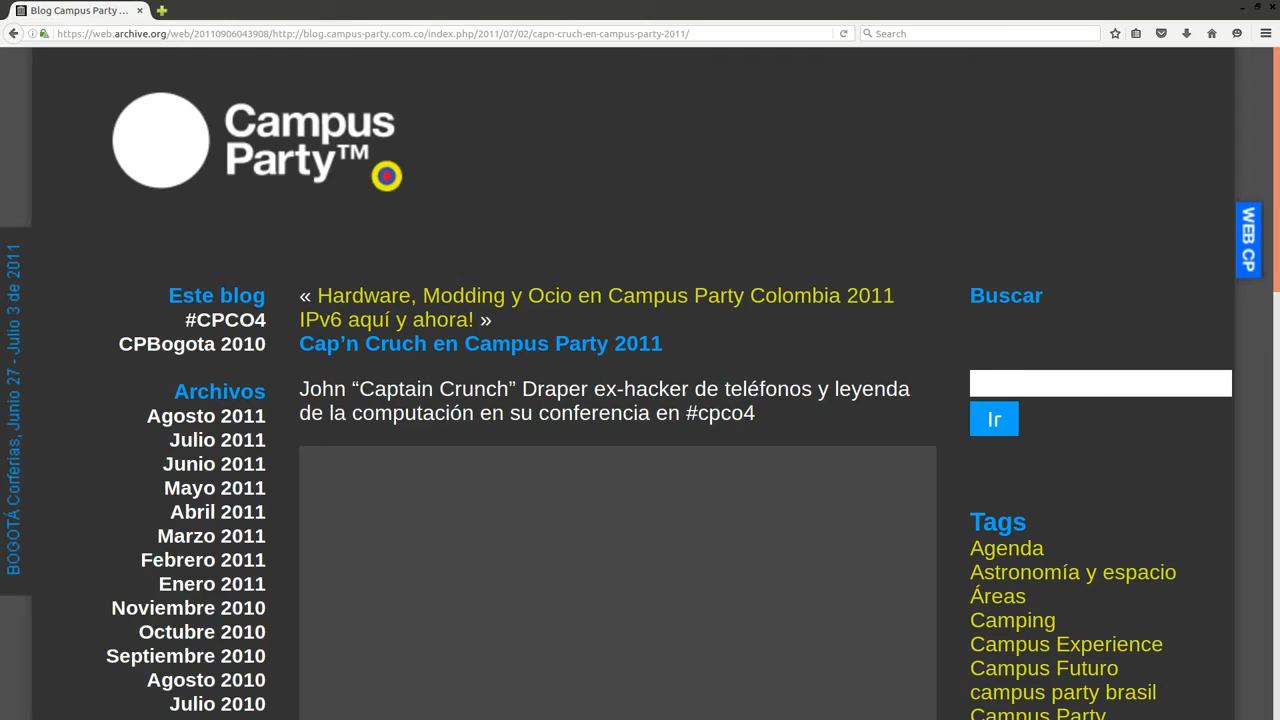 Blog Campus Party ...
https://web.archive.org/web/20110906043908/http://blog.campus-party.com.co/index.php/2011/07/02/capn-cruch-en-campus-party-2011/
Search
Campus
Party™
WEB CP
BOGOTÁ Corferias, Junio 27 - Julio 3 de 2011
Este blog
#CPCO4
CPBogota 2010
Archivos
Agosto 2011
Julio 2011
Junio 2011
Mayo 2011
Abril 2011
Marzo 2011
Febrero 2011
Enero 2011
Noviembre 2010
Octubre 2010
Septiembre 2010
Agosto 2010
Julio 2010
« Hardware, Modding y Ocio en Campus Party Colombia 2011
IPv6 aquí y ahora! »
Cap’n Cruch en Campus Party 2011
John “Captain Crunch” Draper ex-hacker de teléfonos y leyenda
de la computación en su conferencia en #cpco4
Buscar
Ir
Tags
Agenda
Astronomía y espacio
Áreas
Camping
Campus Experience
Campus Futuro
campus party brasil
Campus Party